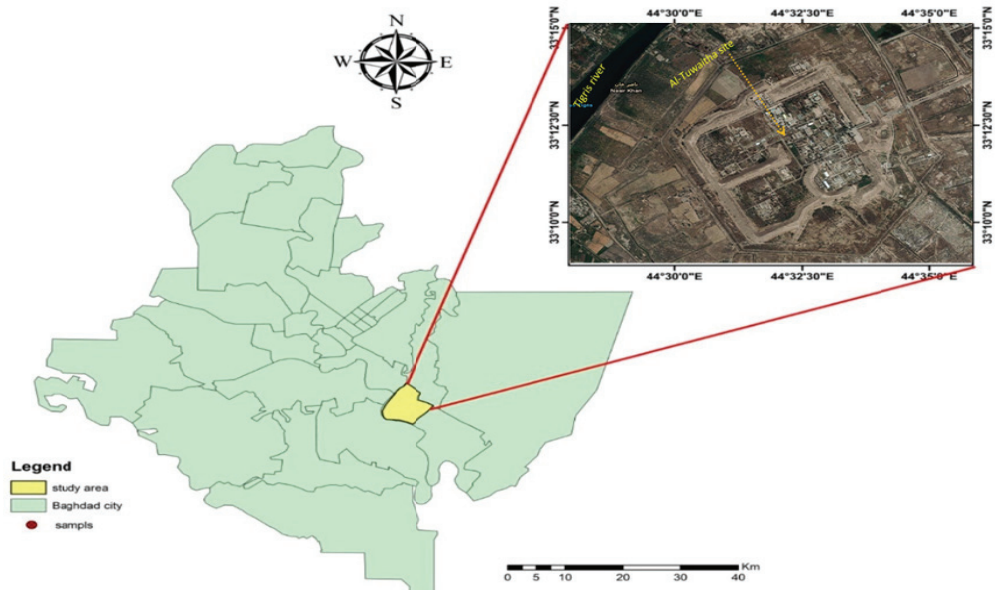 N
W E
S
44°30'0"E 44°32'30"E 44°35'0"E
33°15'0"N
33°12'30"N
33°10'0"N
Tigris river
Al-Tuwaitha site
33°15'0"N
33°12'30"N
33°10'0"N
44°30'0"E 44°32'30"E 44°35'0"E
Legend
study area
Baghdad city
sampls
Km
0 5 10 20 30 40